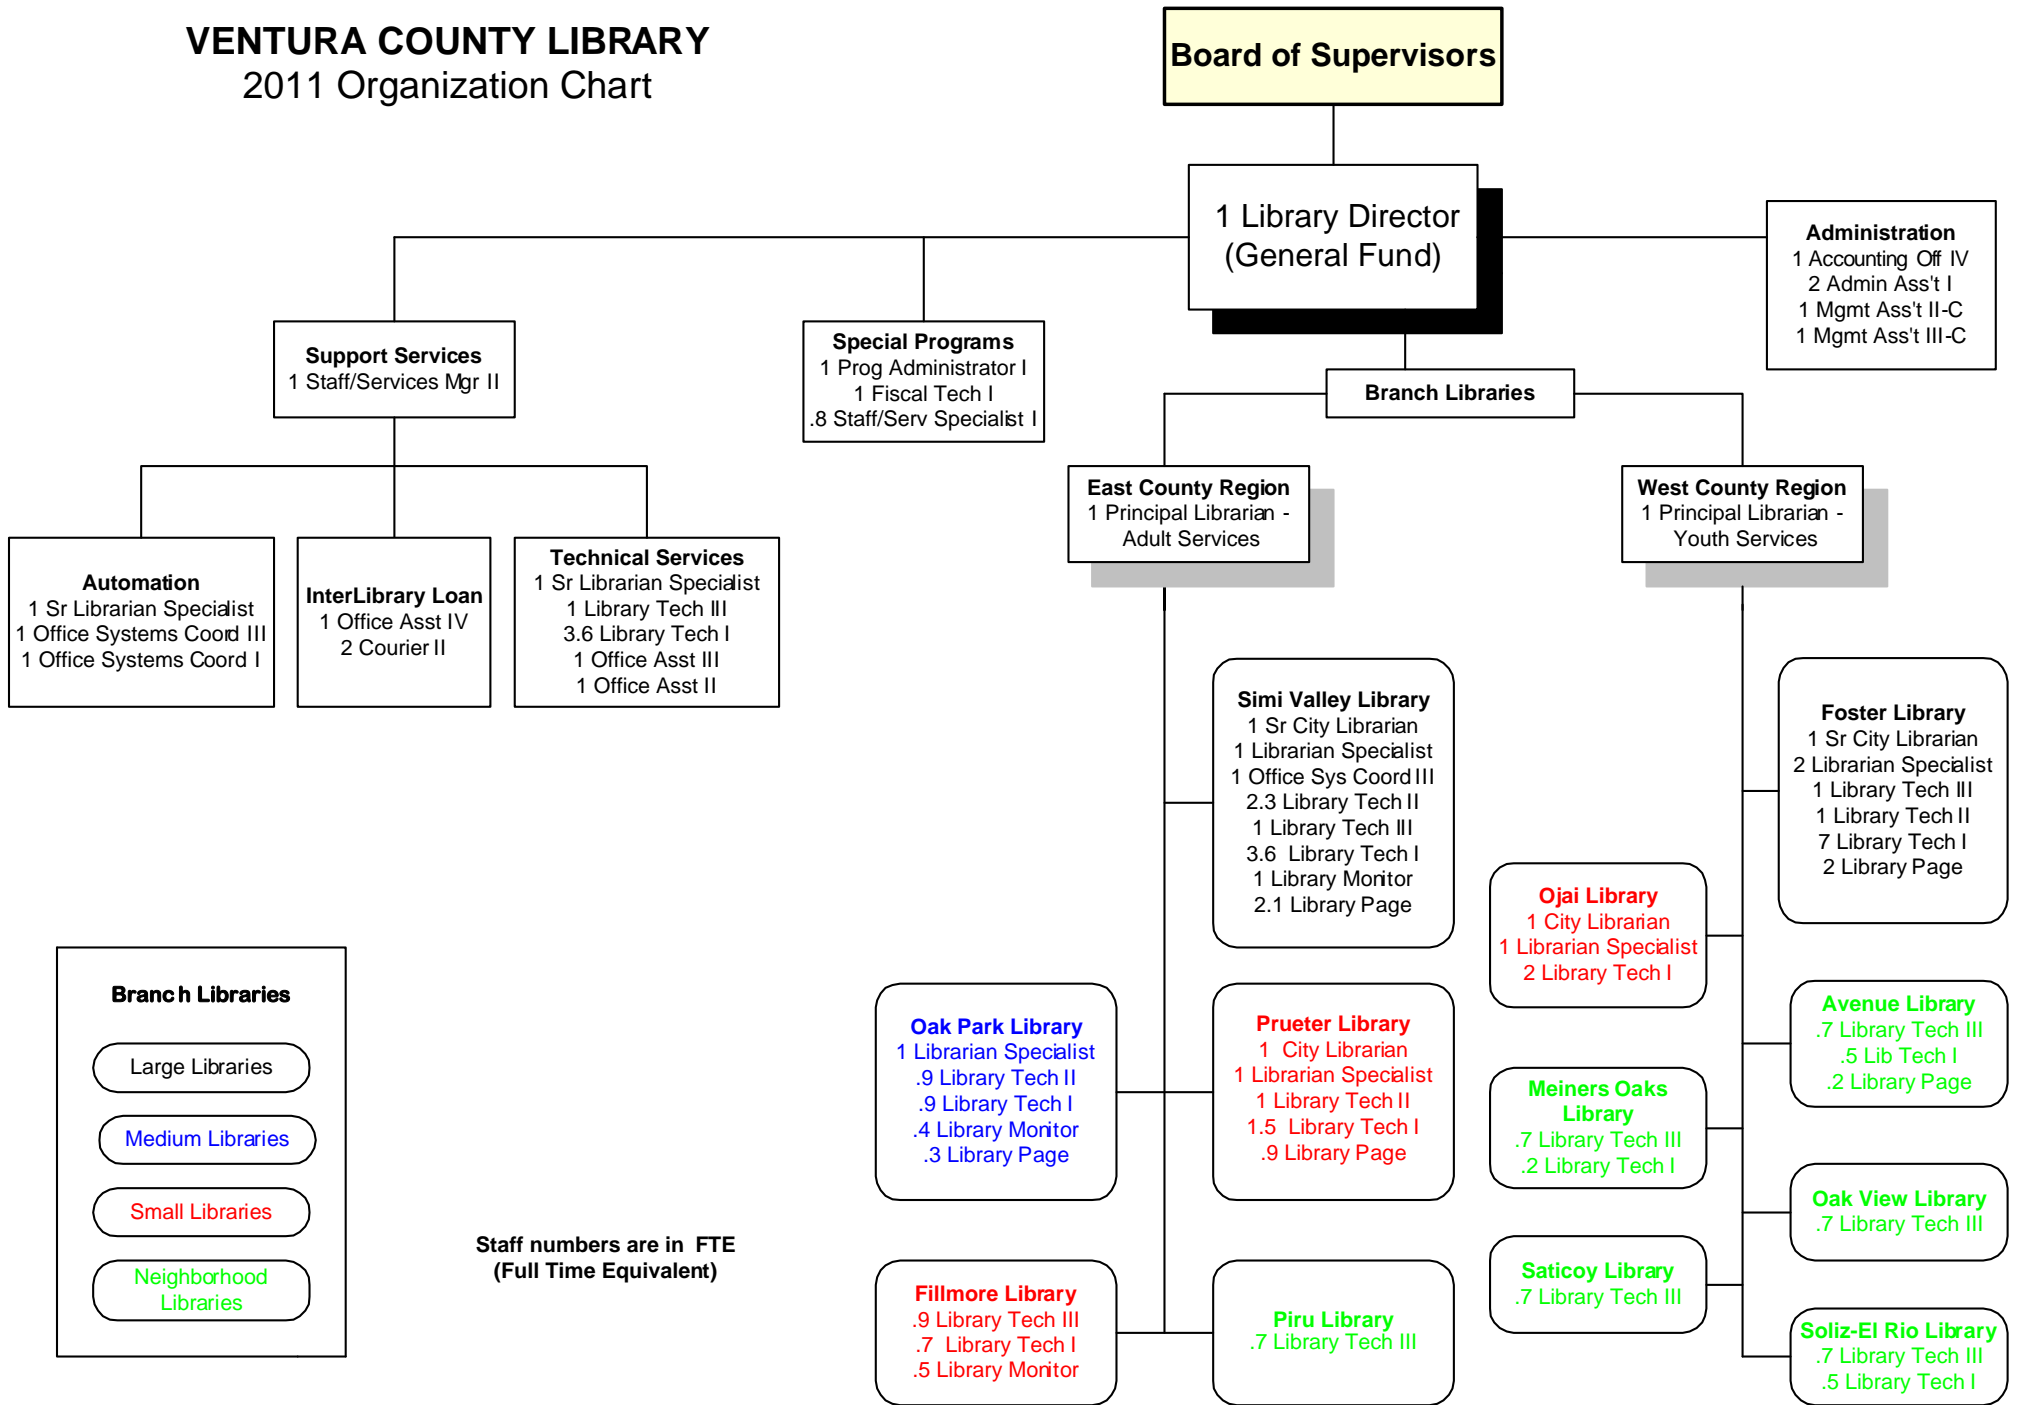 VENTURA COUNTY LIBRARY
2011 Organization Chart
Board of Supervisors
1 Library Director
(General Fund)
Administration
1 Accounting Off IV
2 Admin Ass't I
1 Mgmt Ass't II-C
1 Mgmt Ass't III-C
Support Services
1 Staff/Services Mgr II
Special Programs
1 Prog Administrator I
1 Fiscal Tech I
.8 Staff/Serv Specialist I
Branch Libraries
East County Region
1 Principal Librarian -
Adult Services
West County Region
1 Principal Librarian -
Youth Services
Automation
1 Sr Librarian Specialist
1 Office Systems Coord III
1 Office Systems Coord I
InterLibrary Loan
1 Office Asst IV
2 Courier II
Technical Services
1 Sr Librarian Specialist
1 Library Tech III
3.6 Library Tech I
1 Office Asst III
1 Office Asst II
Simi Valley Library
1 Sr City Librarian
1 Librarian Specialist
1 Office Sys Coord III
2.3 Library Tech II
1 Library Tech III
3.6 Library Tech I
1 Library Monitor
2.1 Library Page
Foster Library
1 Sr City Librarian
2 Librarian Specialist
1 Library Tech III
1 Library Tech II
7 Library Tech I
2 Library Page
Ojai Library
1 City Librarian
1 Librarian Specialist
2 Library Tech I
Oak Park Library
1 Librarian Specialist
.9 Library Tech II
.9 Library Tech I
.4 Library Monitor
.3 Library Page
Prueter Library
1 City Librarian
1 Librarian Specialist
1 Library Tech II
1.5 Library Tech I
.9 Library Page
Avenue Library
.7 Library Tech III
.5 Lib Tech I
.2 Library Page
Meiners Oaks
Library
.7 Library Tech III
.2 Library Tech I
Oak View Library
.7 Library Tech III
Saticoy Library
.7 Library Tech III
Fillmore Library
.9 Library Tech III
.7 Library Tech I
.5 Library Monitor
Piru Library
.7 Library Tech III
Soliz-El Rio Library
.7 Library Tech III
.5 Library Tech I
Branch Libraries
Large Libraries
Medium Libraries
Small Libraries
Neighborhood
Libraries
Staff numbers are in FTE
(Full Time Equivalent)